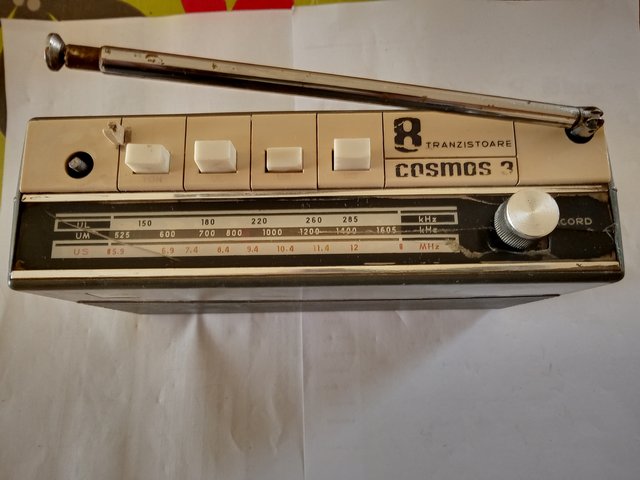 8 TRANZISTOARE
COSMOS 3
TON
UL 150 180 220 260 285 kHz
ACORD
UM 525 600 700 800 1000 1200 1400 1605 kHz
US 5.9 6.9 7.4 8.4 9.4 10.4 11.4 12 MHz